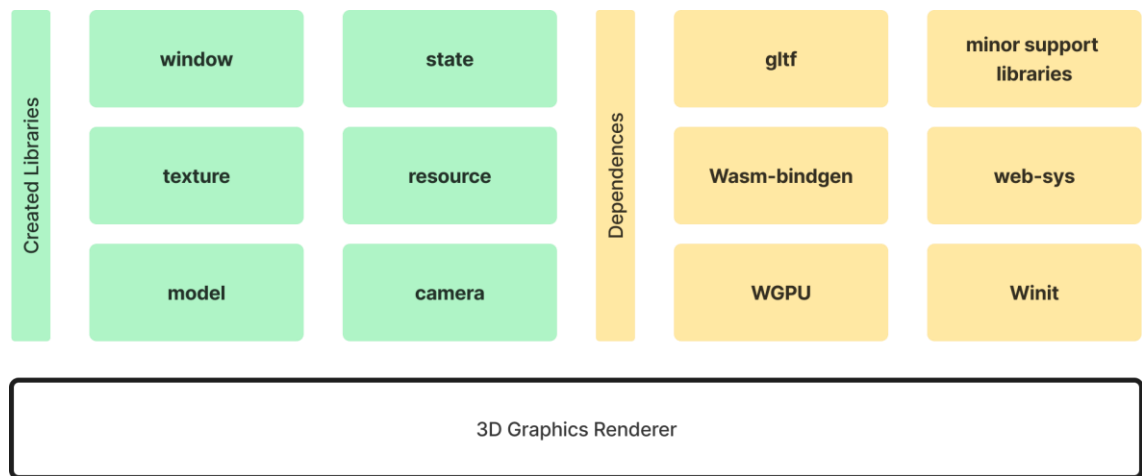 Created Libraries
window
state
texture
resource
model
camera
Dependences
gltf
minor support
libraries
Wasm-bindgen
web-sys
WGPU
Winit
3D Graphics Renderer